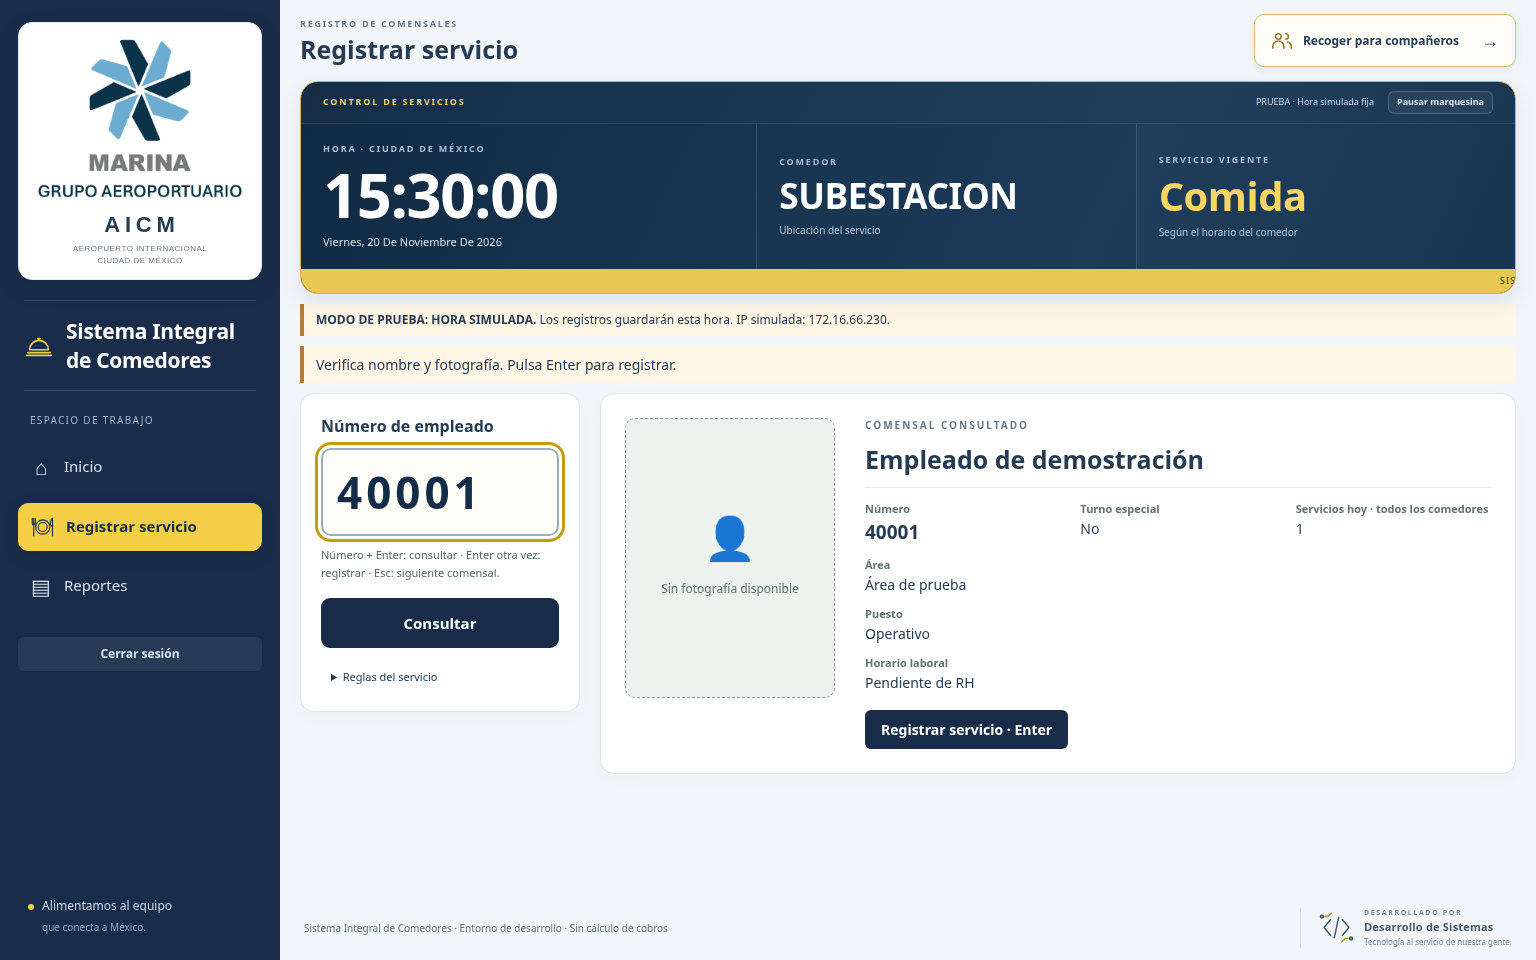 MARINA
GRUPO AEROPORTUARIO
AICM
AEROPUERTO INTERNACIONAL
CIUDAD DE MÉXICO
Sistema Integral
de Comedores
ESPACIO DE TRABAJO
Inicio
Registrar servicio
Reportes
Cerrar sesión
Alimentamos al equipo
que conecta a México.
REGISTRO DE COMENSALES
Registrar servicio
Recoger para compañeros →
CONTROL DE SERVICIOS
PRUEBA · Hora simulada fija
Pausar marquesina
HORA · CIUDAD DE MÉXICO
15:30:00
Viernes, 20 De Noviembre De 2026
COMEDOR
SUBESTACION
Ubicación del servicio
SERVICIO VIGENTE
Comida
Según el horario del comedor
SIS
MODO DE PRUEBA: HORA SIMULADA. Los registros guardarán esta hora. IP simulada: 172.16.66.230.
Verifica nombre y fotografía. Pulsa Enter para registrar.
Número de empleado
40001
Número + Enter: consultar · Enter otra vez:
registrar · Esc: siguiente comensal.
Consultar
Reglas del servicio
Sin fotografía disponible
COMENSAL CONSULTADO
Empleado de demostración
Número
40001
Turno especial
No
Servicios hoy · todos los comedores
1
Área
Área de prueba
Puesto
Operativo
Horario laboral
Pendiente de RH
Registrar servicio · Enter
Sistema Integral de Comedores · Entorno de desarrollo · Sin cálculo de cobros
DESARROLLADO POR
Desarrollo de Sistemas
Tecnología al servicio de nuestra gente.